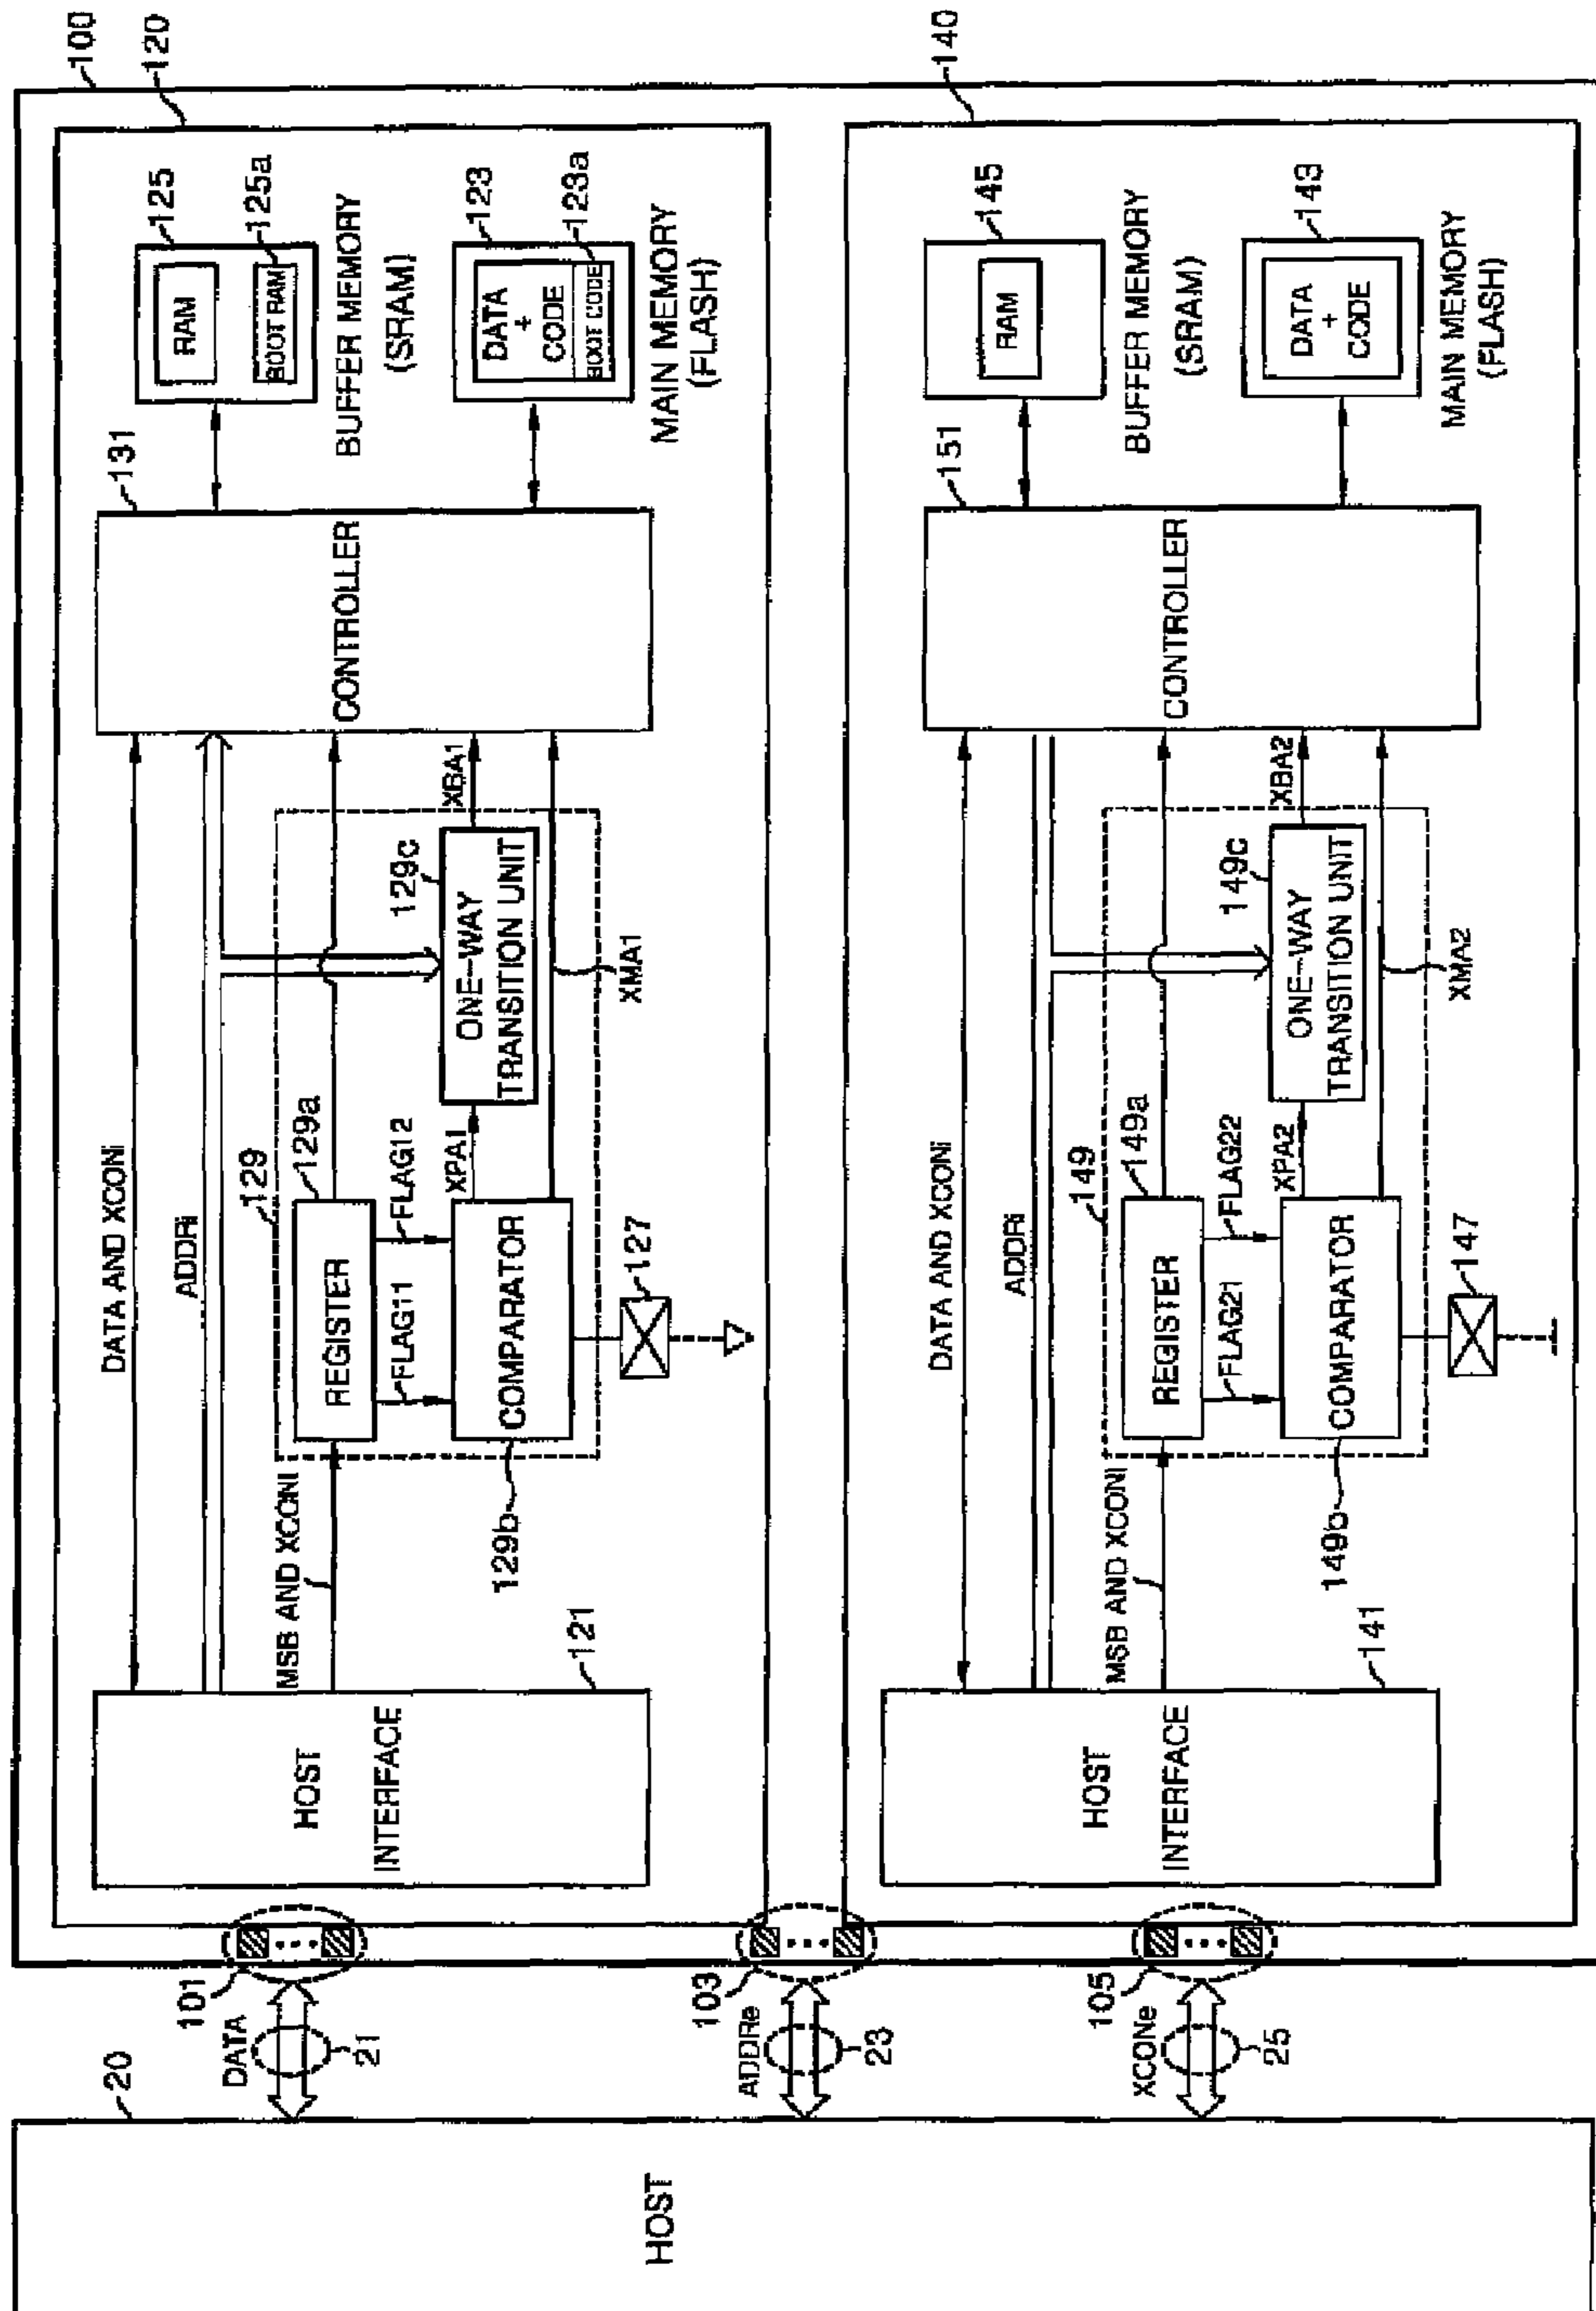 20
HOST
DATA
21
101
ADDRe
23
103
XCONe
25
105
100
120
HOST
INTERFACE
121
DATA AND XCONi
ADDRi
MSB AND XCONi
129
REGISTER
129a
FLAG11
FLAG12
COMPARATOR
129b
127
XPA1
ONE-WAY
TRANSITION UNIT
129c
XBA1
XMA1
CONTROLLER
131
RAM
BOOT RAM
125
125a
BUFFER MEMORY
(SRAM)
DATA
+
CODE
BOOT CODE
123
123a
MAIN MEMORY
(FLASH)
140
HOST
INTERFACE
141
DATA AND XCONi
ADDRi
MSB AND XCONi
149
REGISTER
149a
FLAG21
FLAG22
COMPARATOR
149b
147
XPA2
ONE-WAY
TRANSITION UNIT
149c
XBA2
XMA2
CONTROLLER
151
RAM
145
BUFFER MEMORY
(SRAM)
DATA
+
CODE
143
MAIN MEMORY
(FLASH)